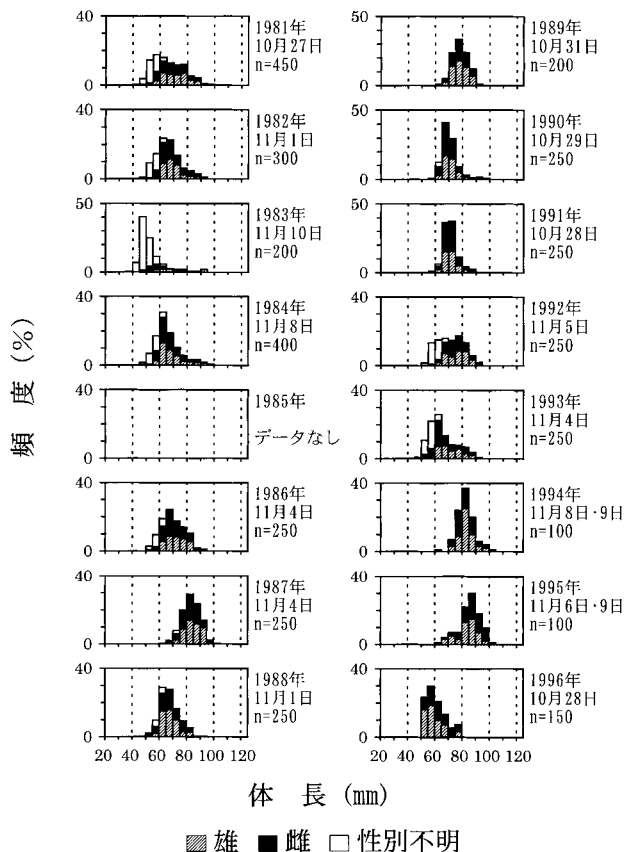 頻 度 (%)
40
20
0
1981年
10月27日
n=450
40
20
0
1982年
11月1日
n=300
50
0
1983年
11月10日
n=200
40
20
0
1984年
11月8日
n=400
40
20
0
1985年
データなし
40
20
0
1986年
11月4日
n=250
40
20
0
1987年
11月4日
n=250
40
20
0
1988年
11月1日
n=250
20 40 60 80 100 120
50
0
1989年
10月31日
n=200
50
0
1990年
10月29日
n=250
50
0
1991年
10月28日
n=250
40
20
0
1992年
11月5日
n=250
40
20
0
1993年
11月4日
n=250
40
20
0
1994年
11月8日·9日
n=100
40
20
0
1995年
11月6日·9日
n=100
40
20
0
1996年
10月28日
n=150
20 40 60 80 100 120
体 長 (mm)
雄 雌 性別不明